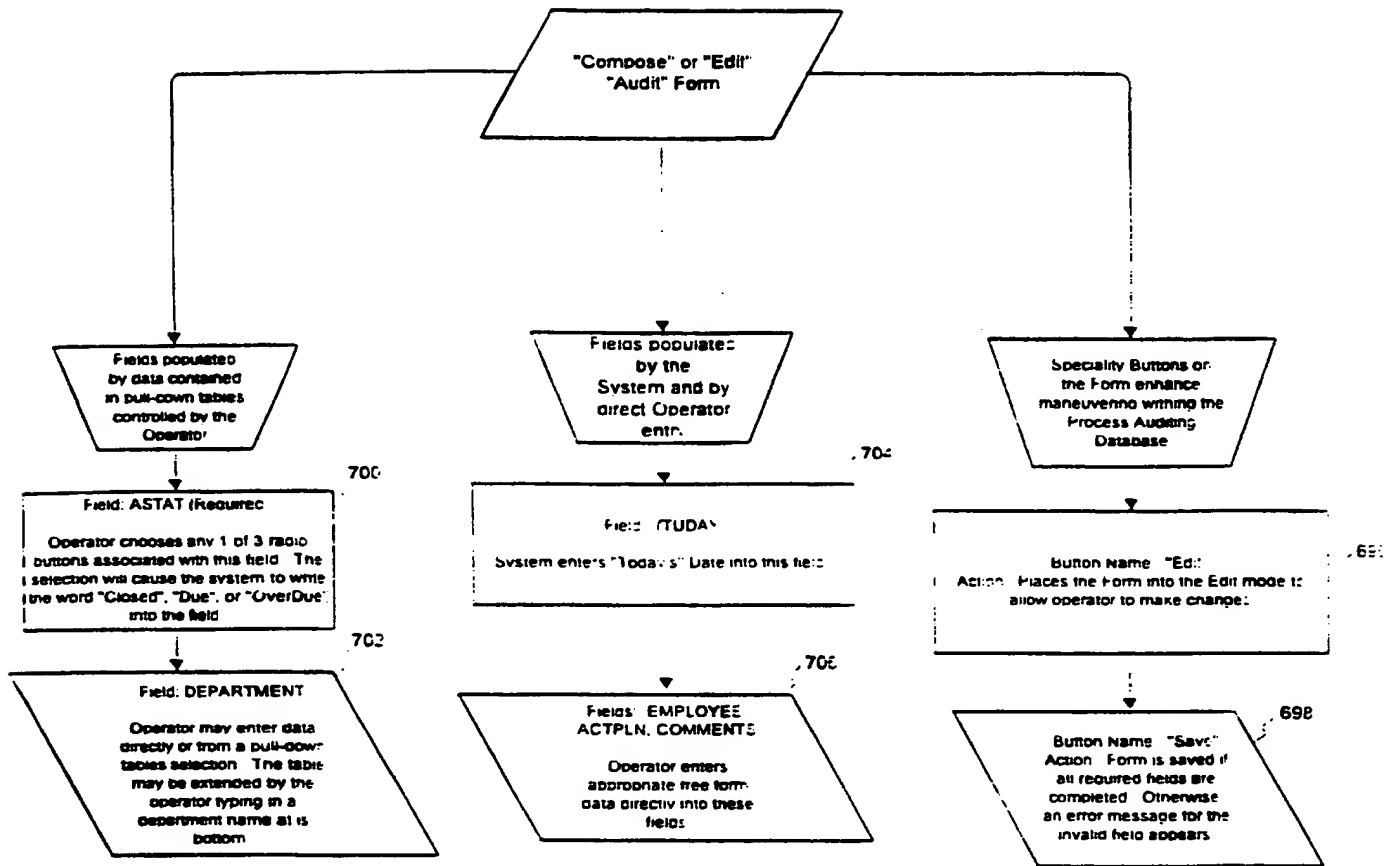 "Compose" or "Edit"
"Audit" Form
Fields populated
by data contained
in pull-down tables
controlled by the
Operator
700
Field: ASTAT (Required
Operator chooses any 1 of 3 radio
buttons associated with this field The
selection will cause the system to write
the word "Closed", "Due", or "OverDue"
into the field
702
Field: DEPARTMENT
Operator may enter data
directly or from a pull-down
tables selection The table
may be extended by the
operator typing in a
department name at is
bottom
Fields populated
by the
System and by
direct Operator
704
Field
System enters "Today's" Date into this field
706
Fields: EMPLOYEE
ACTPLN, COMMENTS
Operator enters
appropriate free form
data directly into these
fields
Speciality Buttons on
the Form enhance
maneuvering withing the
Process Auditing
Database
Button Name "Edit
Action Places the Form into the Edit mode to
allow operator to make changes
698
Button Name "Save"
Action Form is saved if
all required fields are
completed Otherwise
an error message for the
invalid field appears